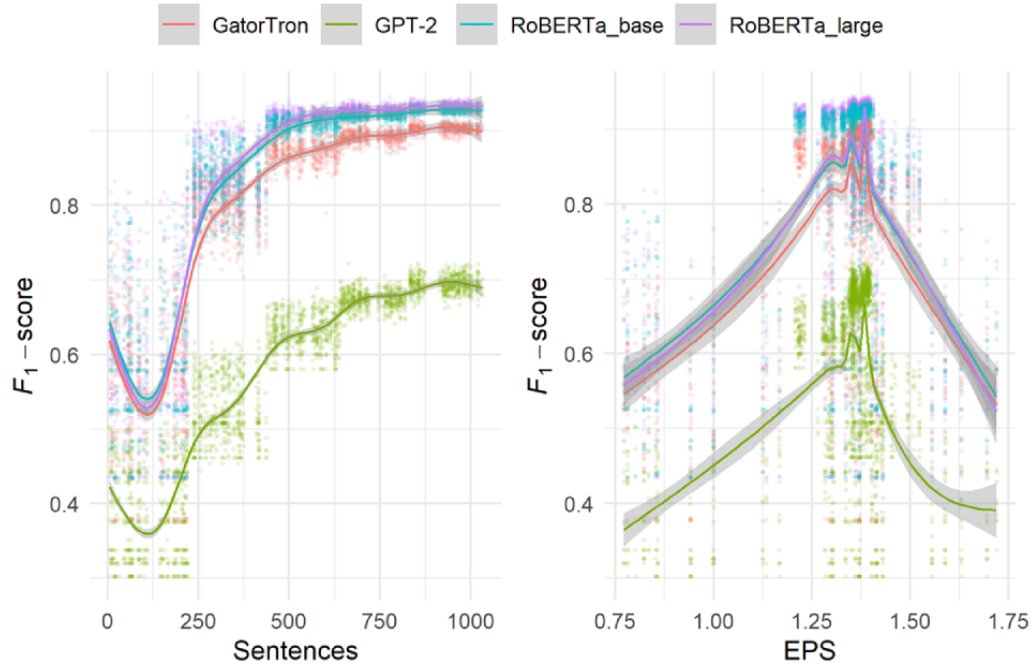 GatorTron GPT-2 RoBERTa_base RoBERTa_large
F1 – score
0.8
0.6
0.4
0 250 500 750 1000
Sentences
F1 – score
0.8
0.6
0.4
0.75 1.00 1.25 1.50 1.75
EPS